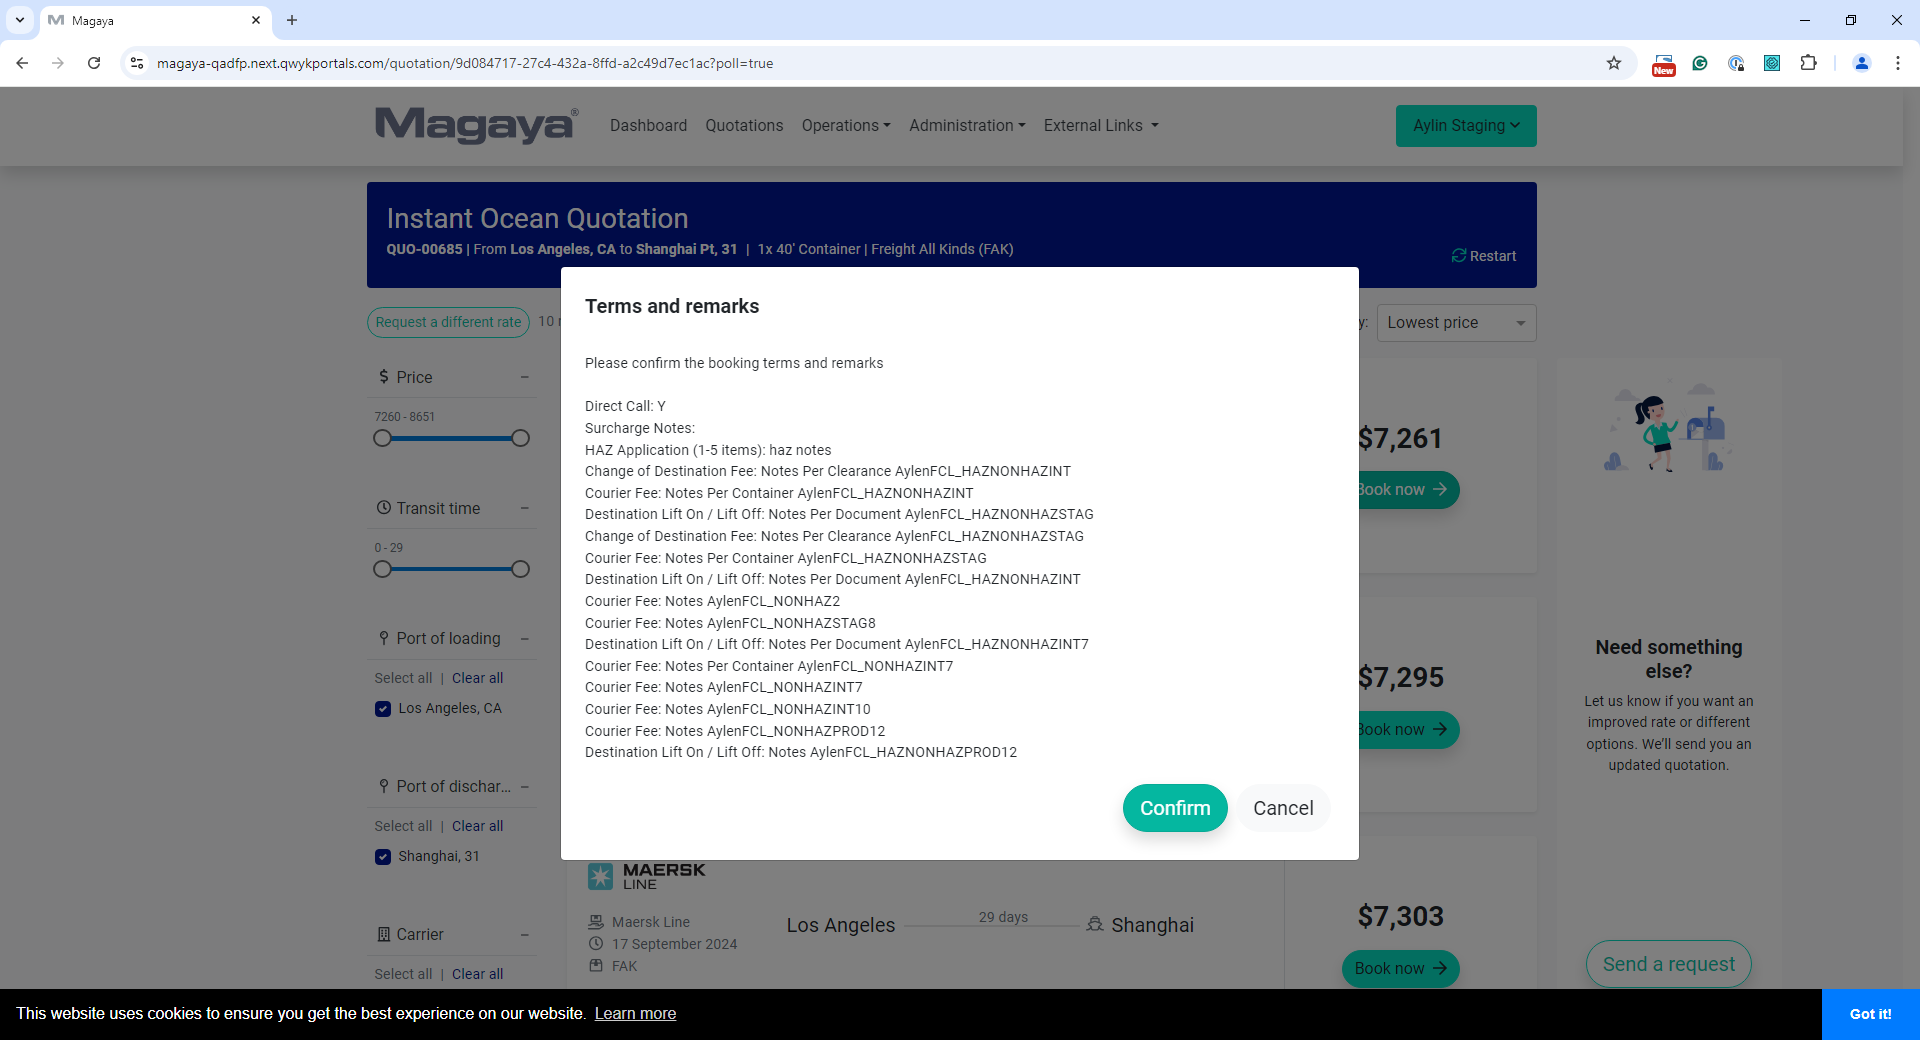 Magaya
magaya-qadfp.next.qwykportals.com/quotation/9d084717-27c4-432a-8ffd-a2c49d7ec1ac?poll=true
New
Magaya®
Dashboard
Quotations
Operations
Administration
External Links
Aylin Staging
Instant Ocean Quotation
QUO-00685 | From Los Angeles, CA to Shanghai Pt, 31 | 1x 40' Container | Freight All Kinds (FAK)
Restart
Request a different rate
10
Lowest price
Terms and remarks
Please confirm the booking terms and remarks
Direct Call: Y
Surcharge Notes:
HAZ Application (1-5 items): haz notes
Change of Destination Fee: Notes Per Clearance AylenFCL_HAZNONHAZINT
Courier Fee: Notes Per Container AylenFCL_HAZNONHAZINT
Destination Lift On / Lift Off: Notes Per Document AylenFCL_HAZNONHAZSTAG
Change of Destination Fee: Notes Per Clearance AylenFCL_HAZNONHAZSTAG
Courier Fee: Notes Per Container AylenFCL_HAZNONHAZSTAG
Destination Lift On / Lift Off: Notes Per Document AylenFCL_HAZNONHAZINT
Courier Fee: Notes AylenFCL_NONHAZ2
Courier Fee: Notes AylenFCL_NONHAZSTAG8
Destination Lift On / Lift Off: Notes Per Document AylenFCL_HAZNONHAZINT7
Courier Fee: Notes Per Container AylenFCL_NONHAZINT7
Courier Fee: Notes AylenFCL_NONHAZINT7
Courier Fee: Notes AylenFCL_NONHAZINT10
Courier Fee: Notes AylenFCL_NONHAZPROD12
Destination Lift On / Lift Off: Notes AylenFCL_HAZNONHAZPROD12
Confirm
Cancel
Price
7260 - 8651
Transit time
0 - 29
Port of loading
Select all | Clear all
Los Angeles, CA
Port of dischar...
Select all | Clear all
Shanghai, 31
Carrier
Select all | Clear all
MAERSK
LINE
Maersk Line
17 September 2024
FAK
Los Angeles
29 days
Shanghai
$7,261
Book now
$7,295
Book now
$7,303
Book now
Need something
else?
Let us know if you want an
improved rate or different
options. We'll send you an
updated quotation.
Send a request
This website uses cookies to ensure you get the best experience on our website. Learn more
Got it!